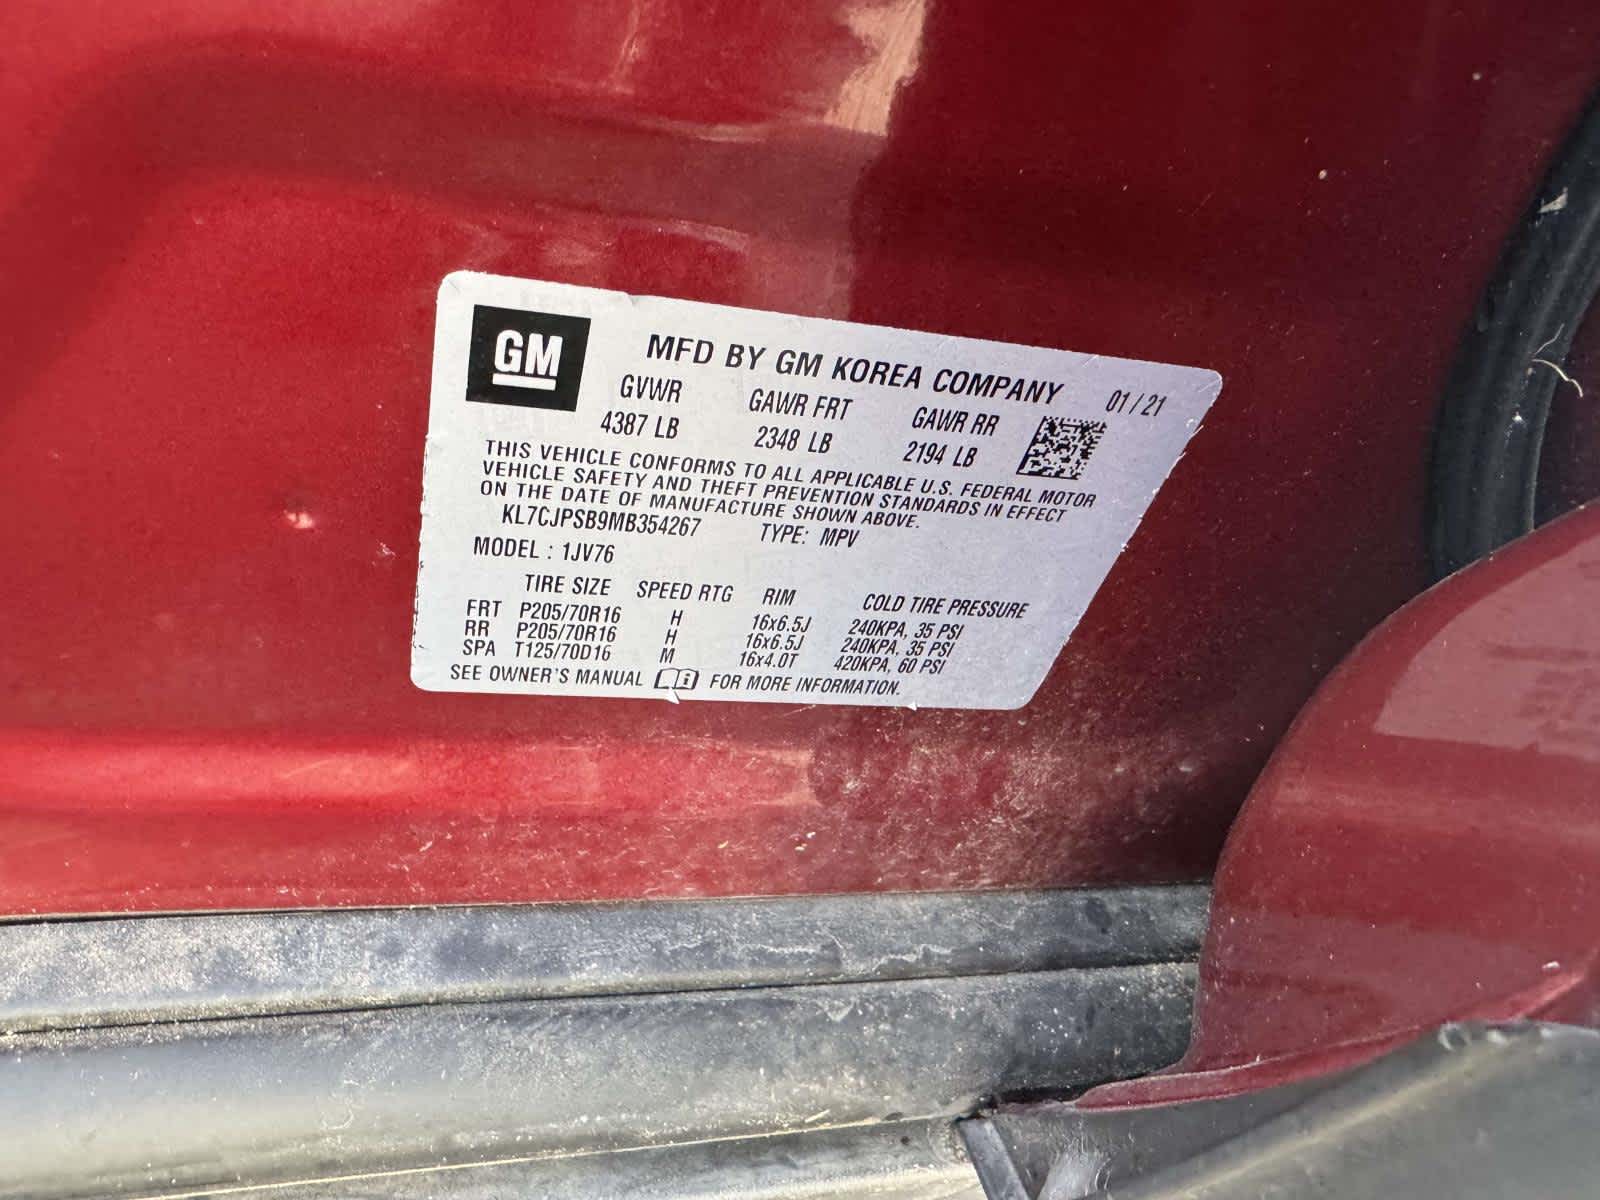 GM
MFD BY GM KOREA COMPANY 01/21
GVWR GAWR FRT GAWR RR
4387 LB 2348 LB 2194 LB
THIS VEHICLE CONFORMS TO ALL APPLICABLE U.S. FEDERAL MOTOR
VEHICLE SAFETY AND THEFT PREVENTION STANDARDS IN EFFECT
ON THE DATE OF MANUFACTURE SHOWN ABOVE.
KL7CJPSB9MB354267 TYPE: MPV
MODEL : 1JV76
TIRE SIZE SPEED RTG RIM COLD TIRE PRESSURE
FRT P205/70R16 H 16x6.5J 240KPA, 35 PSI
RR P205/70R16 H 16x6.5J 240KPA, 35 PSI
SPA T125/70D16 M 16x4.0T 420KPA, 60 PSI
SEE OWNER'S MANUAL FOR MORE INFORMATION.